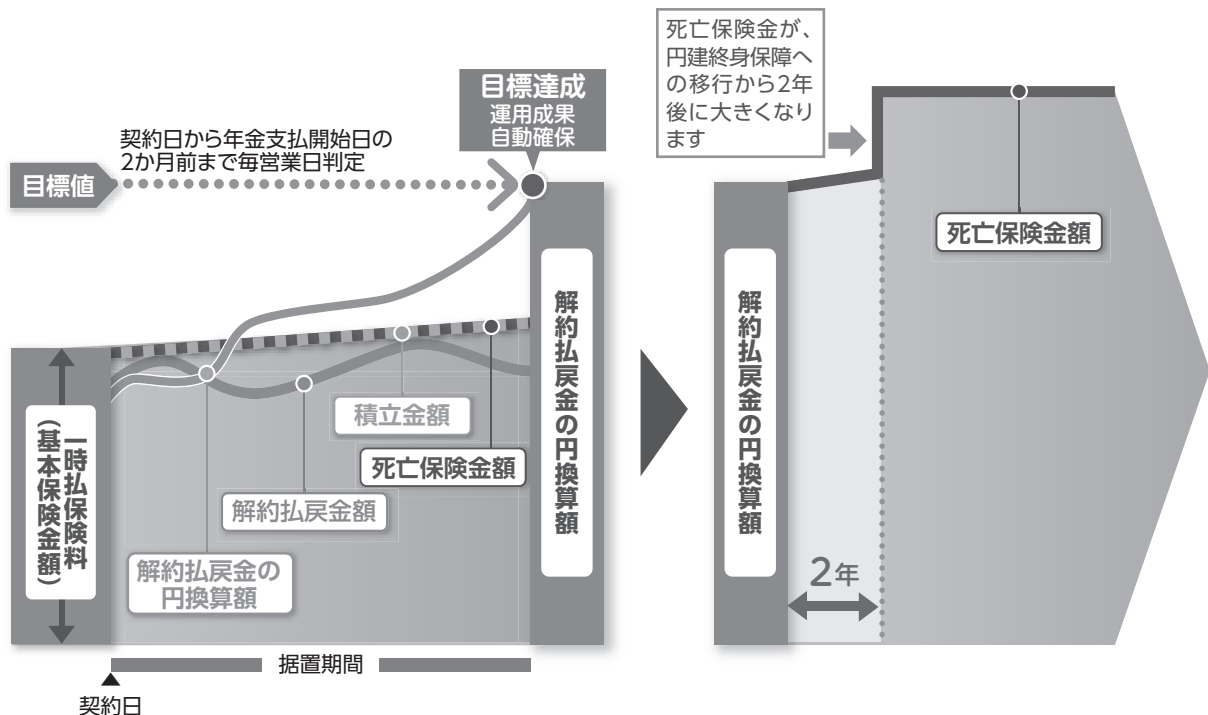 死亡保険金が、
円建終身保障へ
の移行から2年
後に大きくなり
ます
目標達成
運用成果
自動確保
契約日から年金支払開始日の
2か月前まで毎営業日判定
目標値
死亡保険金額
解約払戻金の円換算額
解約払戻金の円換算額
一時払保険料
(基本保険金額)
積立金額
死亡保険金額
解約払戻金額
解約払戻金の
円換算額
2年
据置期間
契約日